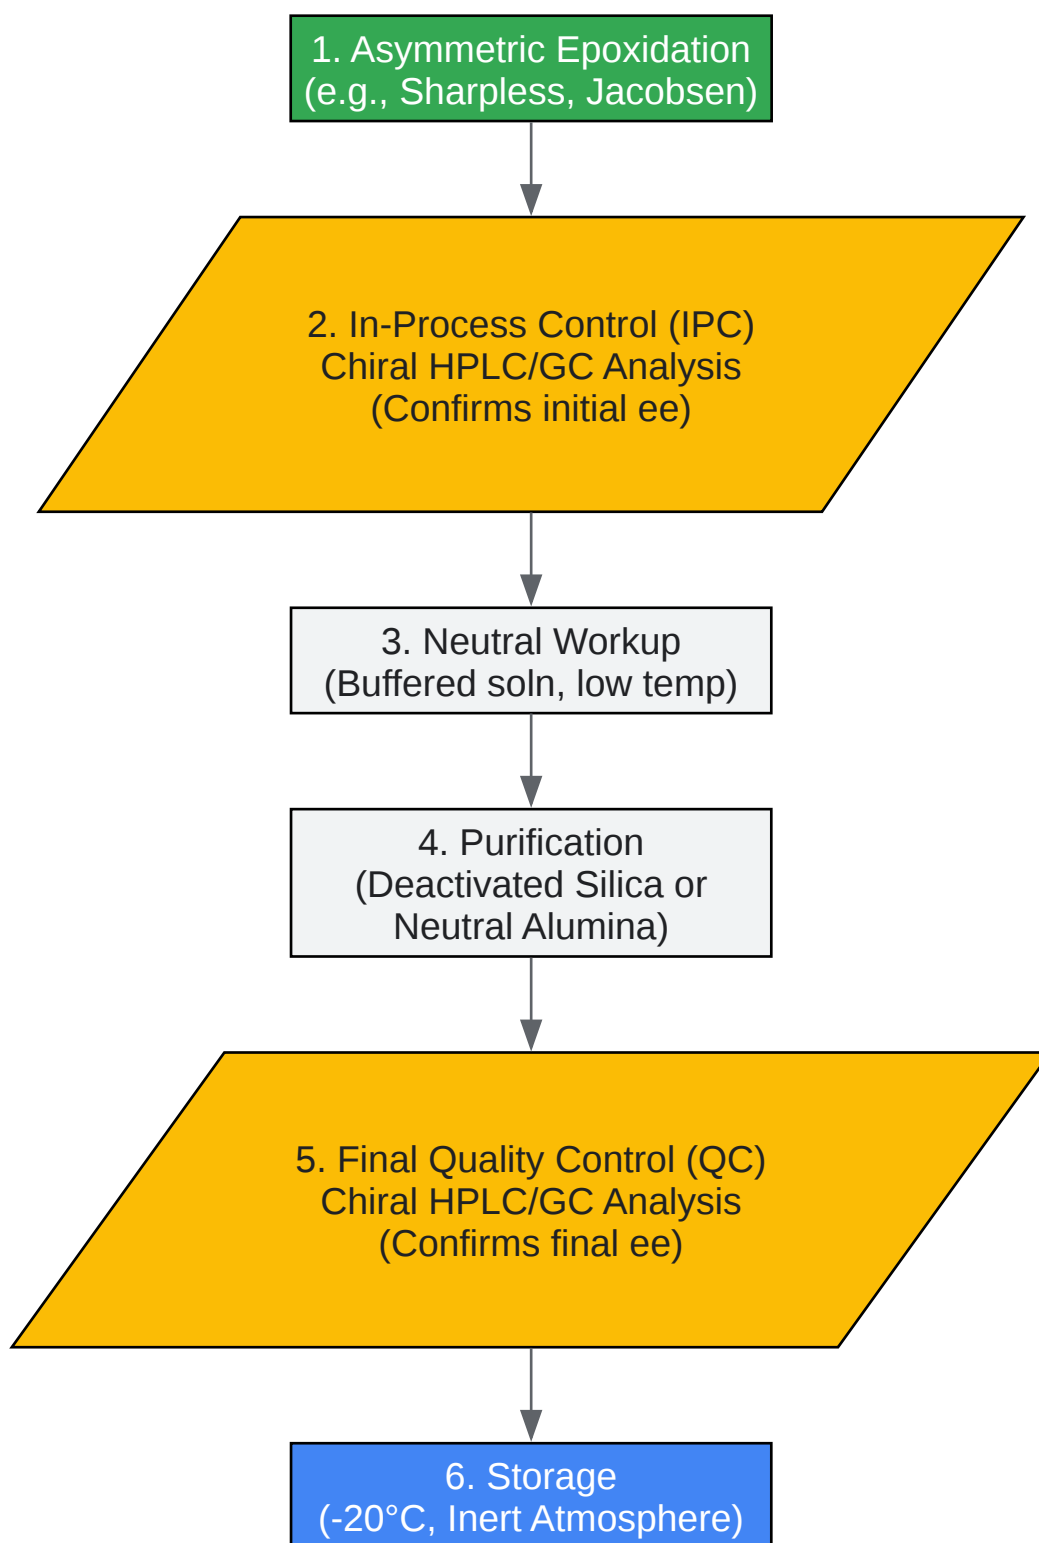 1. Asymmetric Epoxidation
(e.g., Sharpless, Jacobsen)
2. In-Process Control (IPC)
Chiral HPLC/GC Analysis
(Confirms initial ee)
3. Neutral Workup
(Buffered soln, low temp)
4. Purification
(Deactivated Silica or
Neutral Alumina)
5. Final Quality Control (QC)
Chiral HPLC/GC Analysis
(Confirms final ee)
6. Storage
(-20°C, Inert Atmosphere)